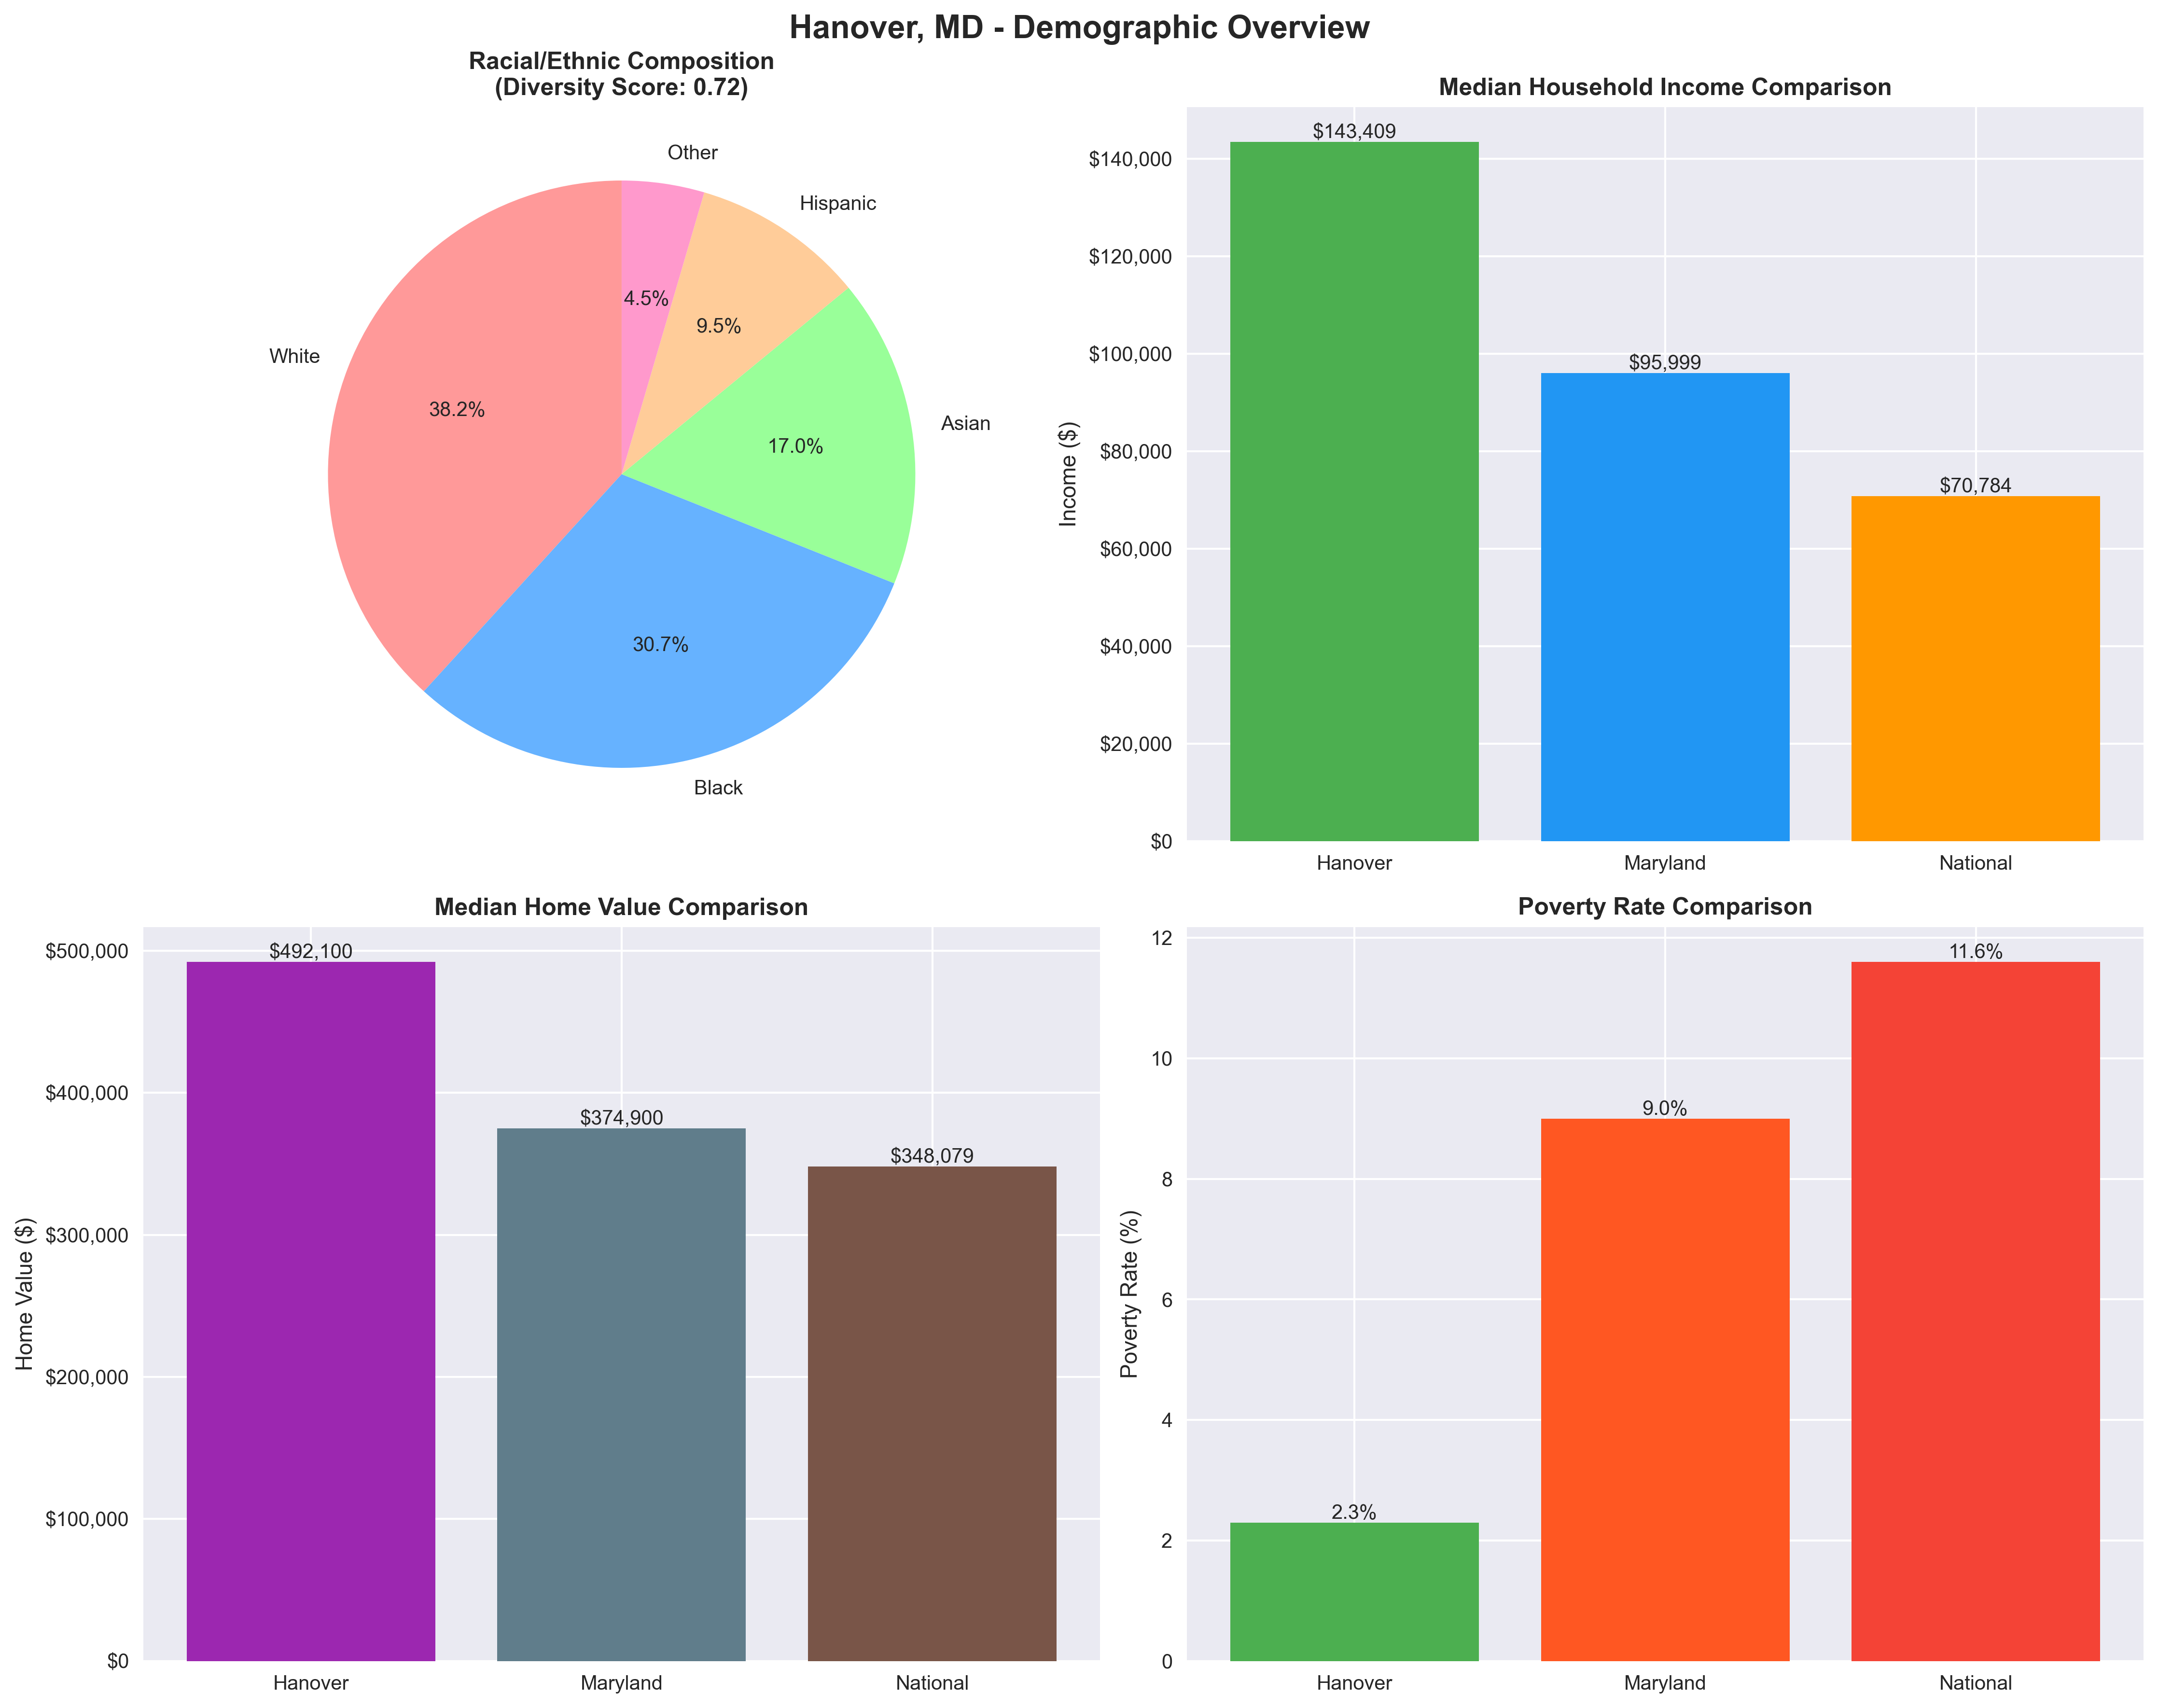 Hanover, MD - Demographic Overview
Racial/Ethnic Composition
(Diversity Score: 0.72)
Other
Hispanic
White
Asian
Black
4.5%
9.5%
38.2%
17.0%
30.7%
Median Household Income Comparison
Income ($)
$140,000
$120,000
$100,000
$80,000
$60,000
$40,000
$20,000
$0
$143,409
$95,999
$70,784
Hanover
Maryland
National
Median Home Value Comparison
Home Value ($)
$500,000
$400,000
$300,000
$200,000
$100,000
$0
$492,100
$374,900
$348,079
Hanover
Maryland
National
Poverty Rate Comparison
Poverty Rate (%)
12
10
8
6
4
2
0
2.3%
9.0%
11.6%
Hanover
Maryland
National